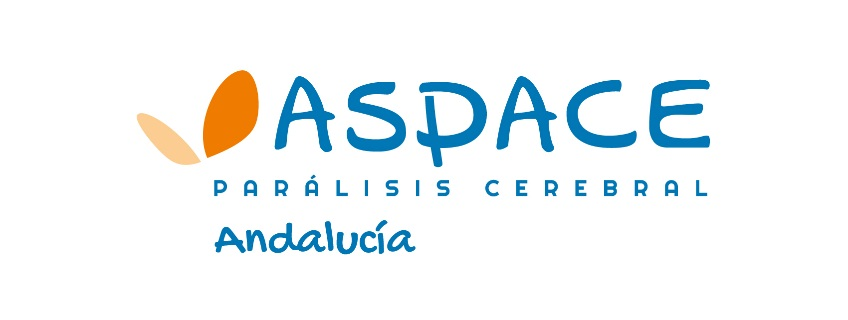 ASPACE
PARÁLISIS CEREBRAL
Andalucía